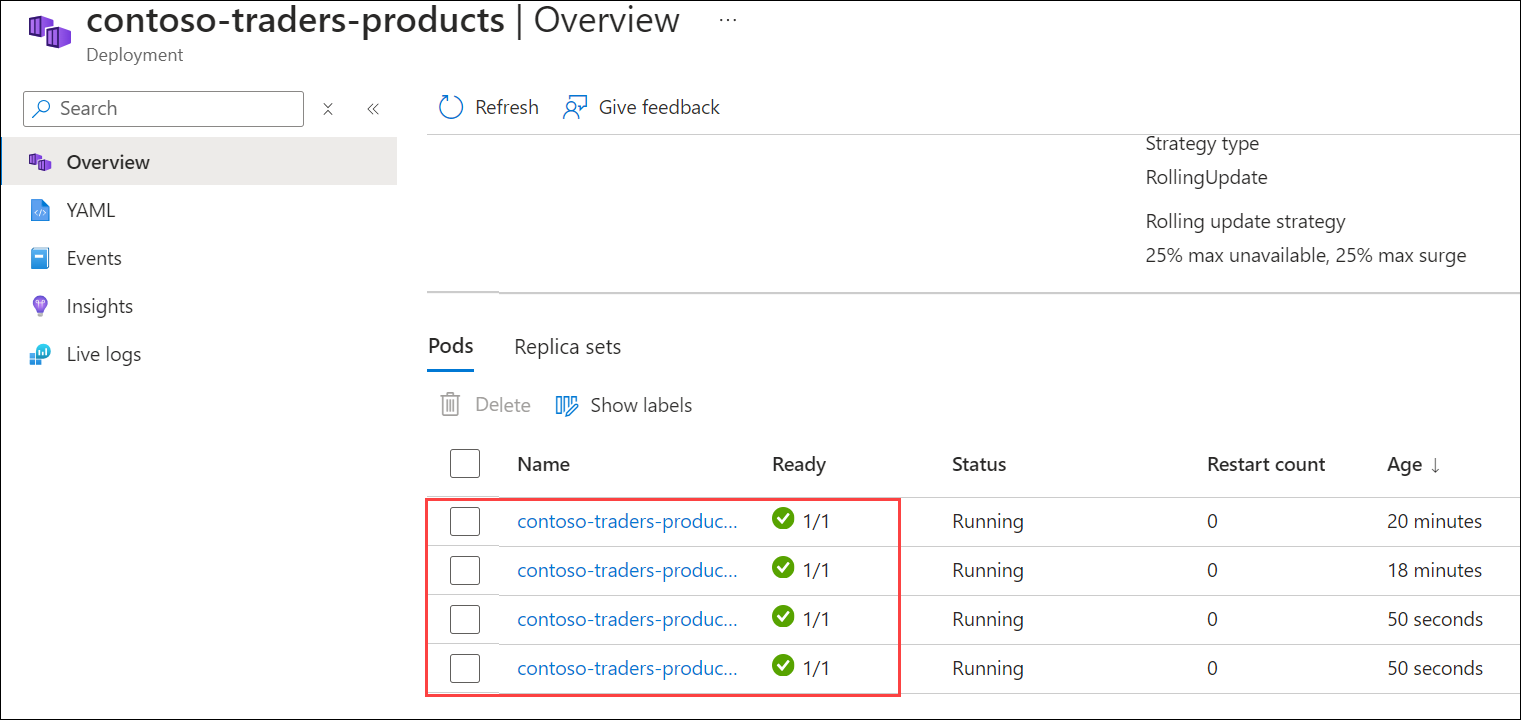 contoso-traders-products | Overview ...
Deployment
Search
Refresh Give feedback
Overview
YAML
Events
Insights
Live logs
Strategy type
RollingUpdate
Rolling update strategy
25% max unavailable, 25% max surge
Pods Replica sets
Delete Show labels
Name Ready Status Restart count Age ↓
contoso-traders-produc... 1/1 Running 0 20 minutes
contoso-traders-produc... 1/1 Running 0 18 minutes
contoso-traders-produc... 1/1 Running 0 50 seconds
contoso-traders-produc... 1/1 Running 0 50 seconds